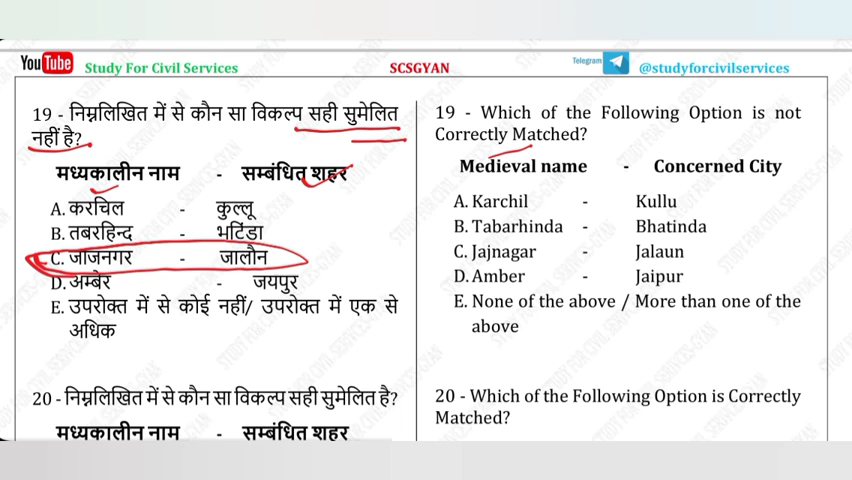 YouTube Study For Civil Services SCSGYAN Telegram @studyforcivilservices
19 - निम्नलिखित में से कौन सा विकल्प सही सुमेलित
नहीं है?
मध्यकालीन नाम - सम्बंधित शहर
A. करचिल - कुल्लू
B. तबरहिन्द - भटिंडा
C. जाजनगर - जालौन
D. अम्बेर - जयपुर
E. उपरोक्त में से कोई नहीं/ उपरोक्त में एक से
अधिक
20 - निम्नलिखित में से कौन सा विकल्प सही सुमेलित है?
मध्यकालीन नाम - सम्बंधित शहर
19 - Which of the Following Option is not
Correctly Matched?
Medieval name - Concerned City
A. Karchil - Kullu
B. Tabarhinda - Bhatinda
C. Jajnagar - Jalaun
D. Amber - Jaipur
E. None of the above / More than one of the
above
20 - Which of the Following Option is Correctly
Matched?